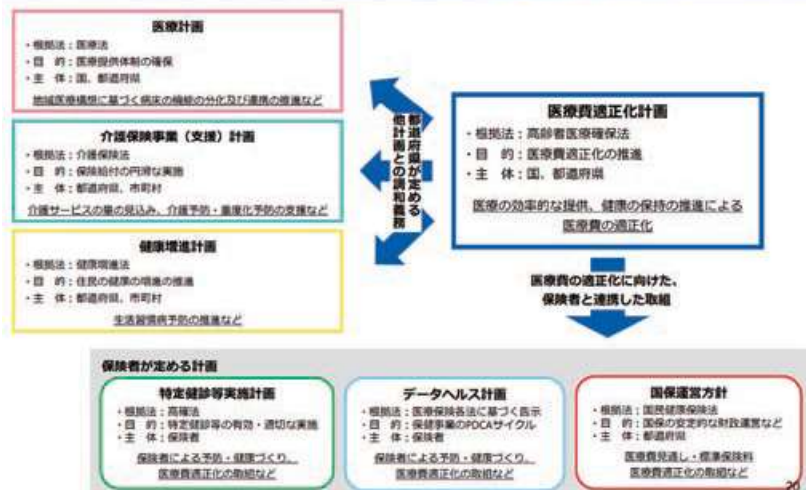 医療計画
・根拠法：医療法
・目　的：医療提供体制の確保
・主　体：国、都道府県
地域医療構想に基づく病床の機能の分化及び連携の推進など
介護保険事業（支援）計画
・根拠法：介護保険法
・目　的：保険給付の円滑な実施
・主　体：都道府県、市町村
介護サービスの量の見込み、介護予防・重度化予防の支援など
健康増進計画
・根拠法：健康増進法
・目　的：住民の健康の増進の推進
・主　体：都道府県、市町村
生活習慣病予防の推進など
都道府県が定める
他計画との調和義務
医療費適正化計画
・根拠法：高齢者医療確保法
・目　的：医療費適正化の推進
・主　体：国、都道府県
医療の効率的な提供、健康の保持の推進による
医療費の適正化
医療費の適正化に向けた、
保険者と連携した取組
保険者が定める計画
特定健診等実施計画
・根拠法：高確法
・目　的：特定健診等の有効・適切な実施
・主　体：保険者
保険者による予防・健康づくり、
医療費適正化の取組など
データヘルス計画
・根拠法：医療保険各法に基づく告示
・目　的：保健事業のPDCAサイクル
・主　体：保険者
保険者による予防・健康づくり、
医療費適正化の取組など
国保運営方針
・根拠法：国民健康保険法
・目　的：国保の安定的な財政運営など
・主　体：都道府県
医療費見通し・標準保険料
医療費適正化の取組など
20